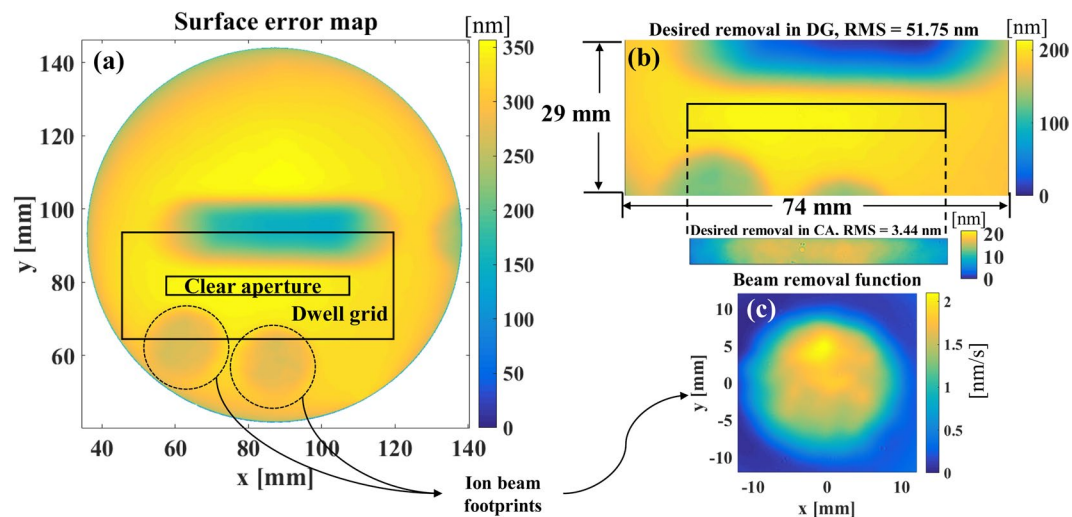 Surface error map
[nm]
(a)
140
120
100
80
60
y [mm]
40
60
80
100
120
140
x [mm]
350
300
250
200
150
100
50
0
Clear aperture
Dwell grid
Ion beam
footprints
Desired removal in DG, RMS = 51.75 nm
[nm]
(b)
29 mm
200
100
0
74 mm
Desired removal in CA, RMS = 3.44 nm
[nm]
20
10
0
Beam removal function
(c)
10
5
0
-5
-10
y [mm]
-10
0
10
x [mm]
2
1.5
1
0.5
0
[nm/s]